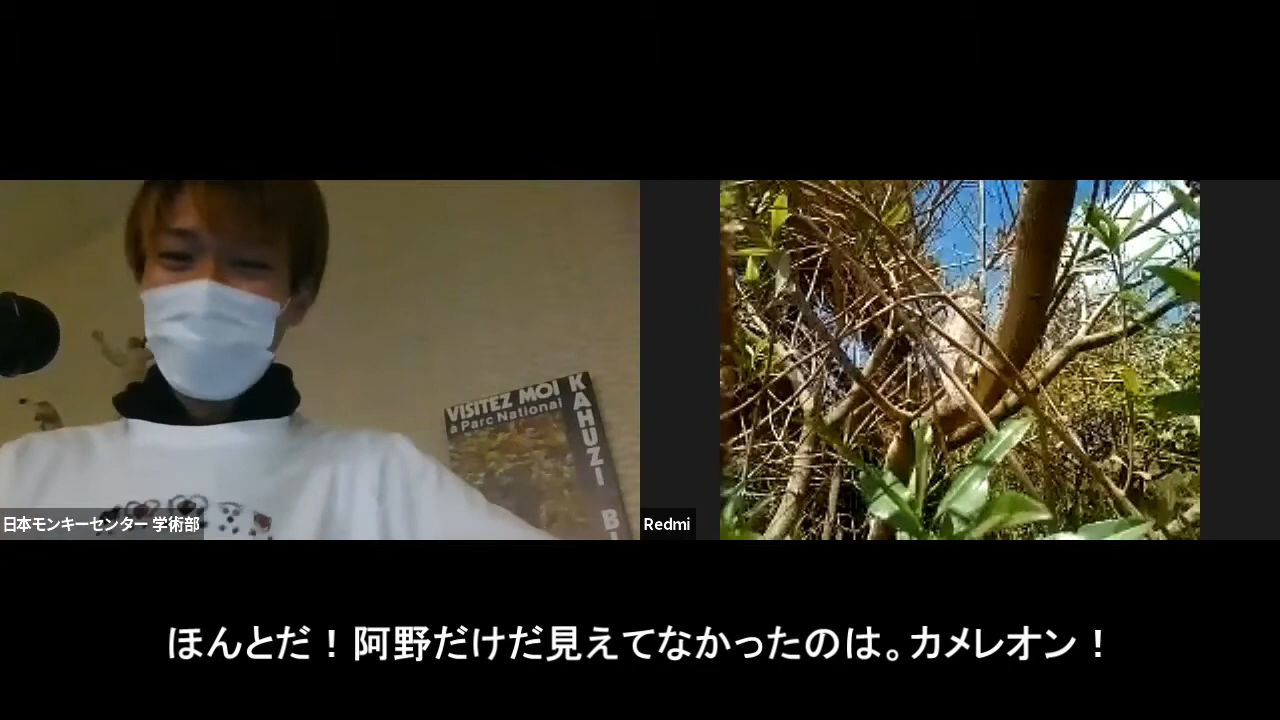 VISITEZ MOI
à Parc National
KAHUZI
日本モンキーセンター 学術部
Redmi
ほんとだ！阿野だけだ見えてなかったのは。カメレオン！